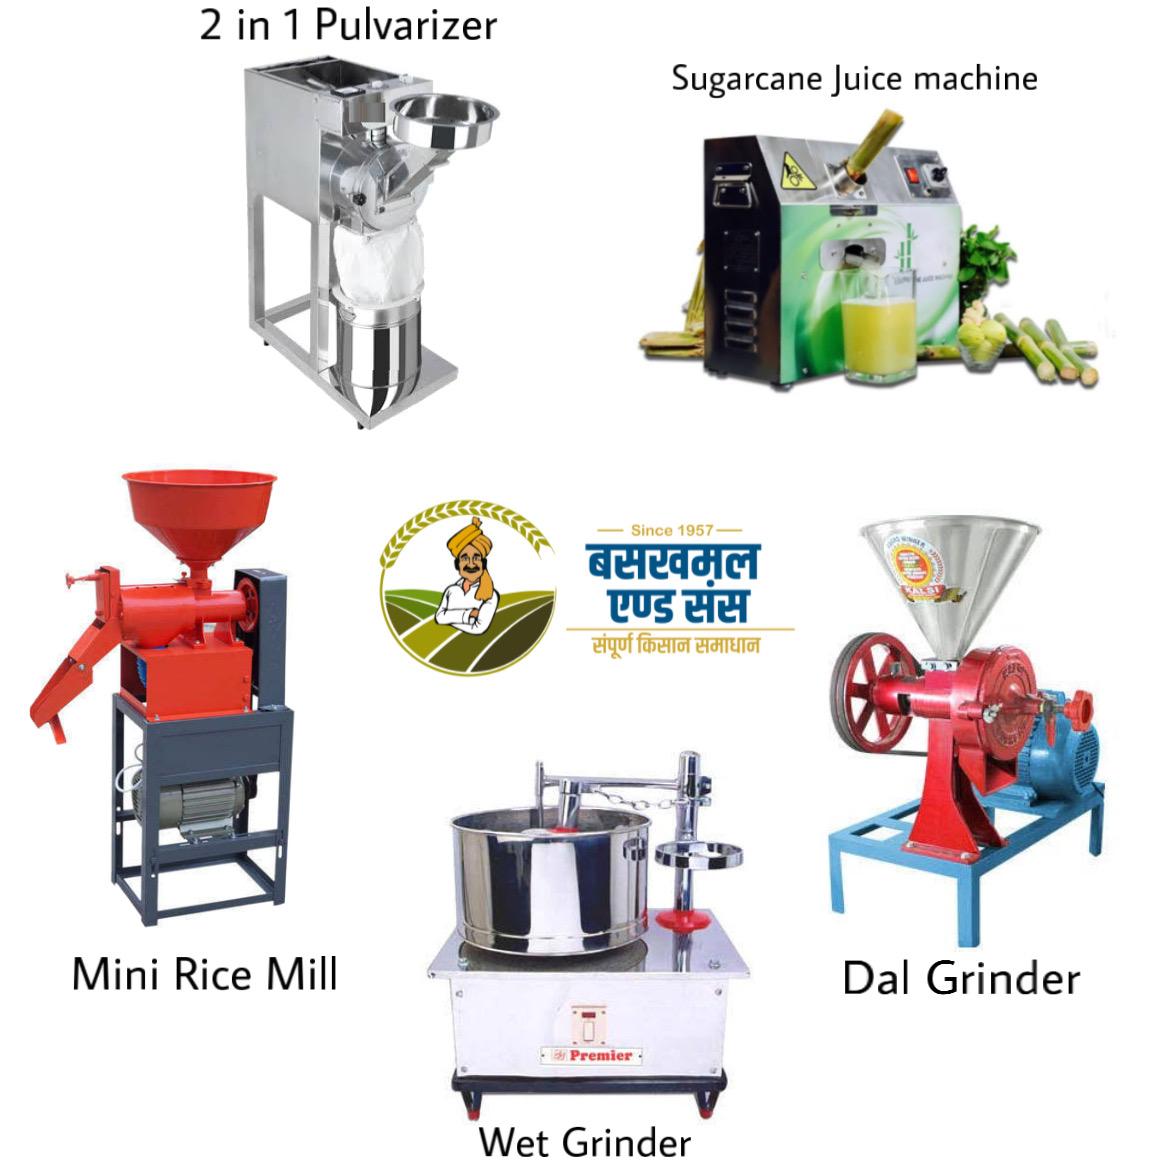 2 in 1 Pulvarizer
Sugarcane Juice machine
Since 1957
बसखमल
एण्ड संस
संपूर्ण किसान समाधान
KALSI
Mini Rice Mill
Dal Grinder
Premier
Wet Grinder